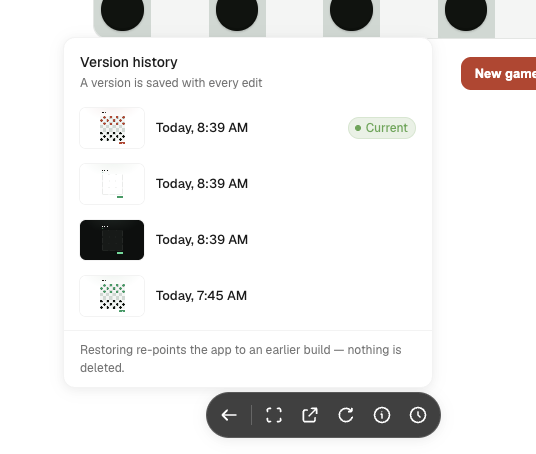 Version history
A version is saved with every edit
New game
Today, 8:39 AM
Current
Today, 8:39 AM
Today, 8:39 AM
Today, 7:45 AM
Restoring re-points the app to an earlier build — nothing is
deleted.